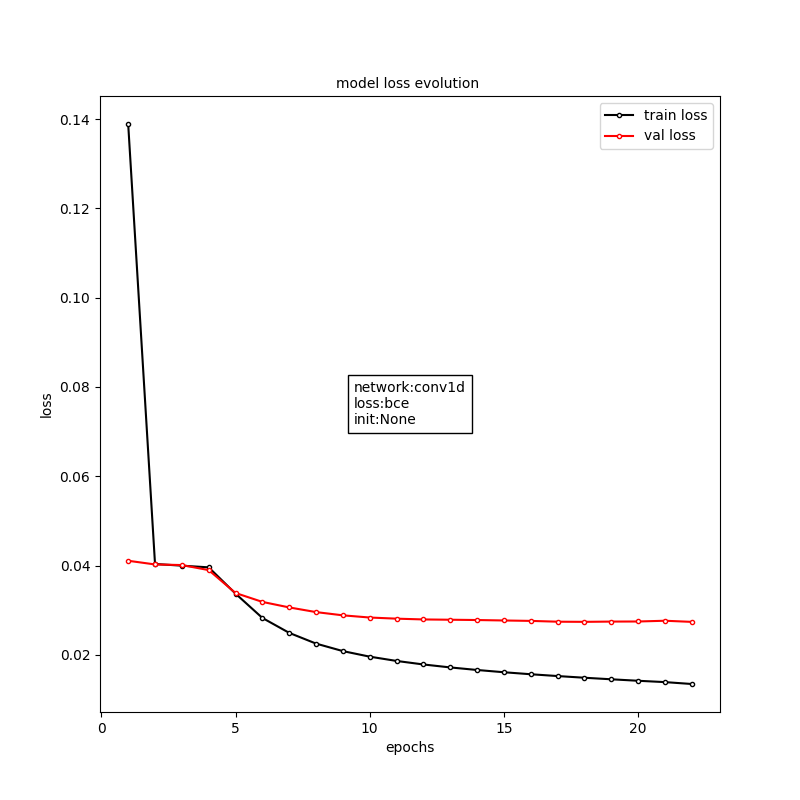 model loss evolution
train loss
val loss
0.14
0.12
0.10
0.08
0.06
0.04
0.02
loss
network:conv1d
loss:bce
init:None
0
5
10
15
20
epochs